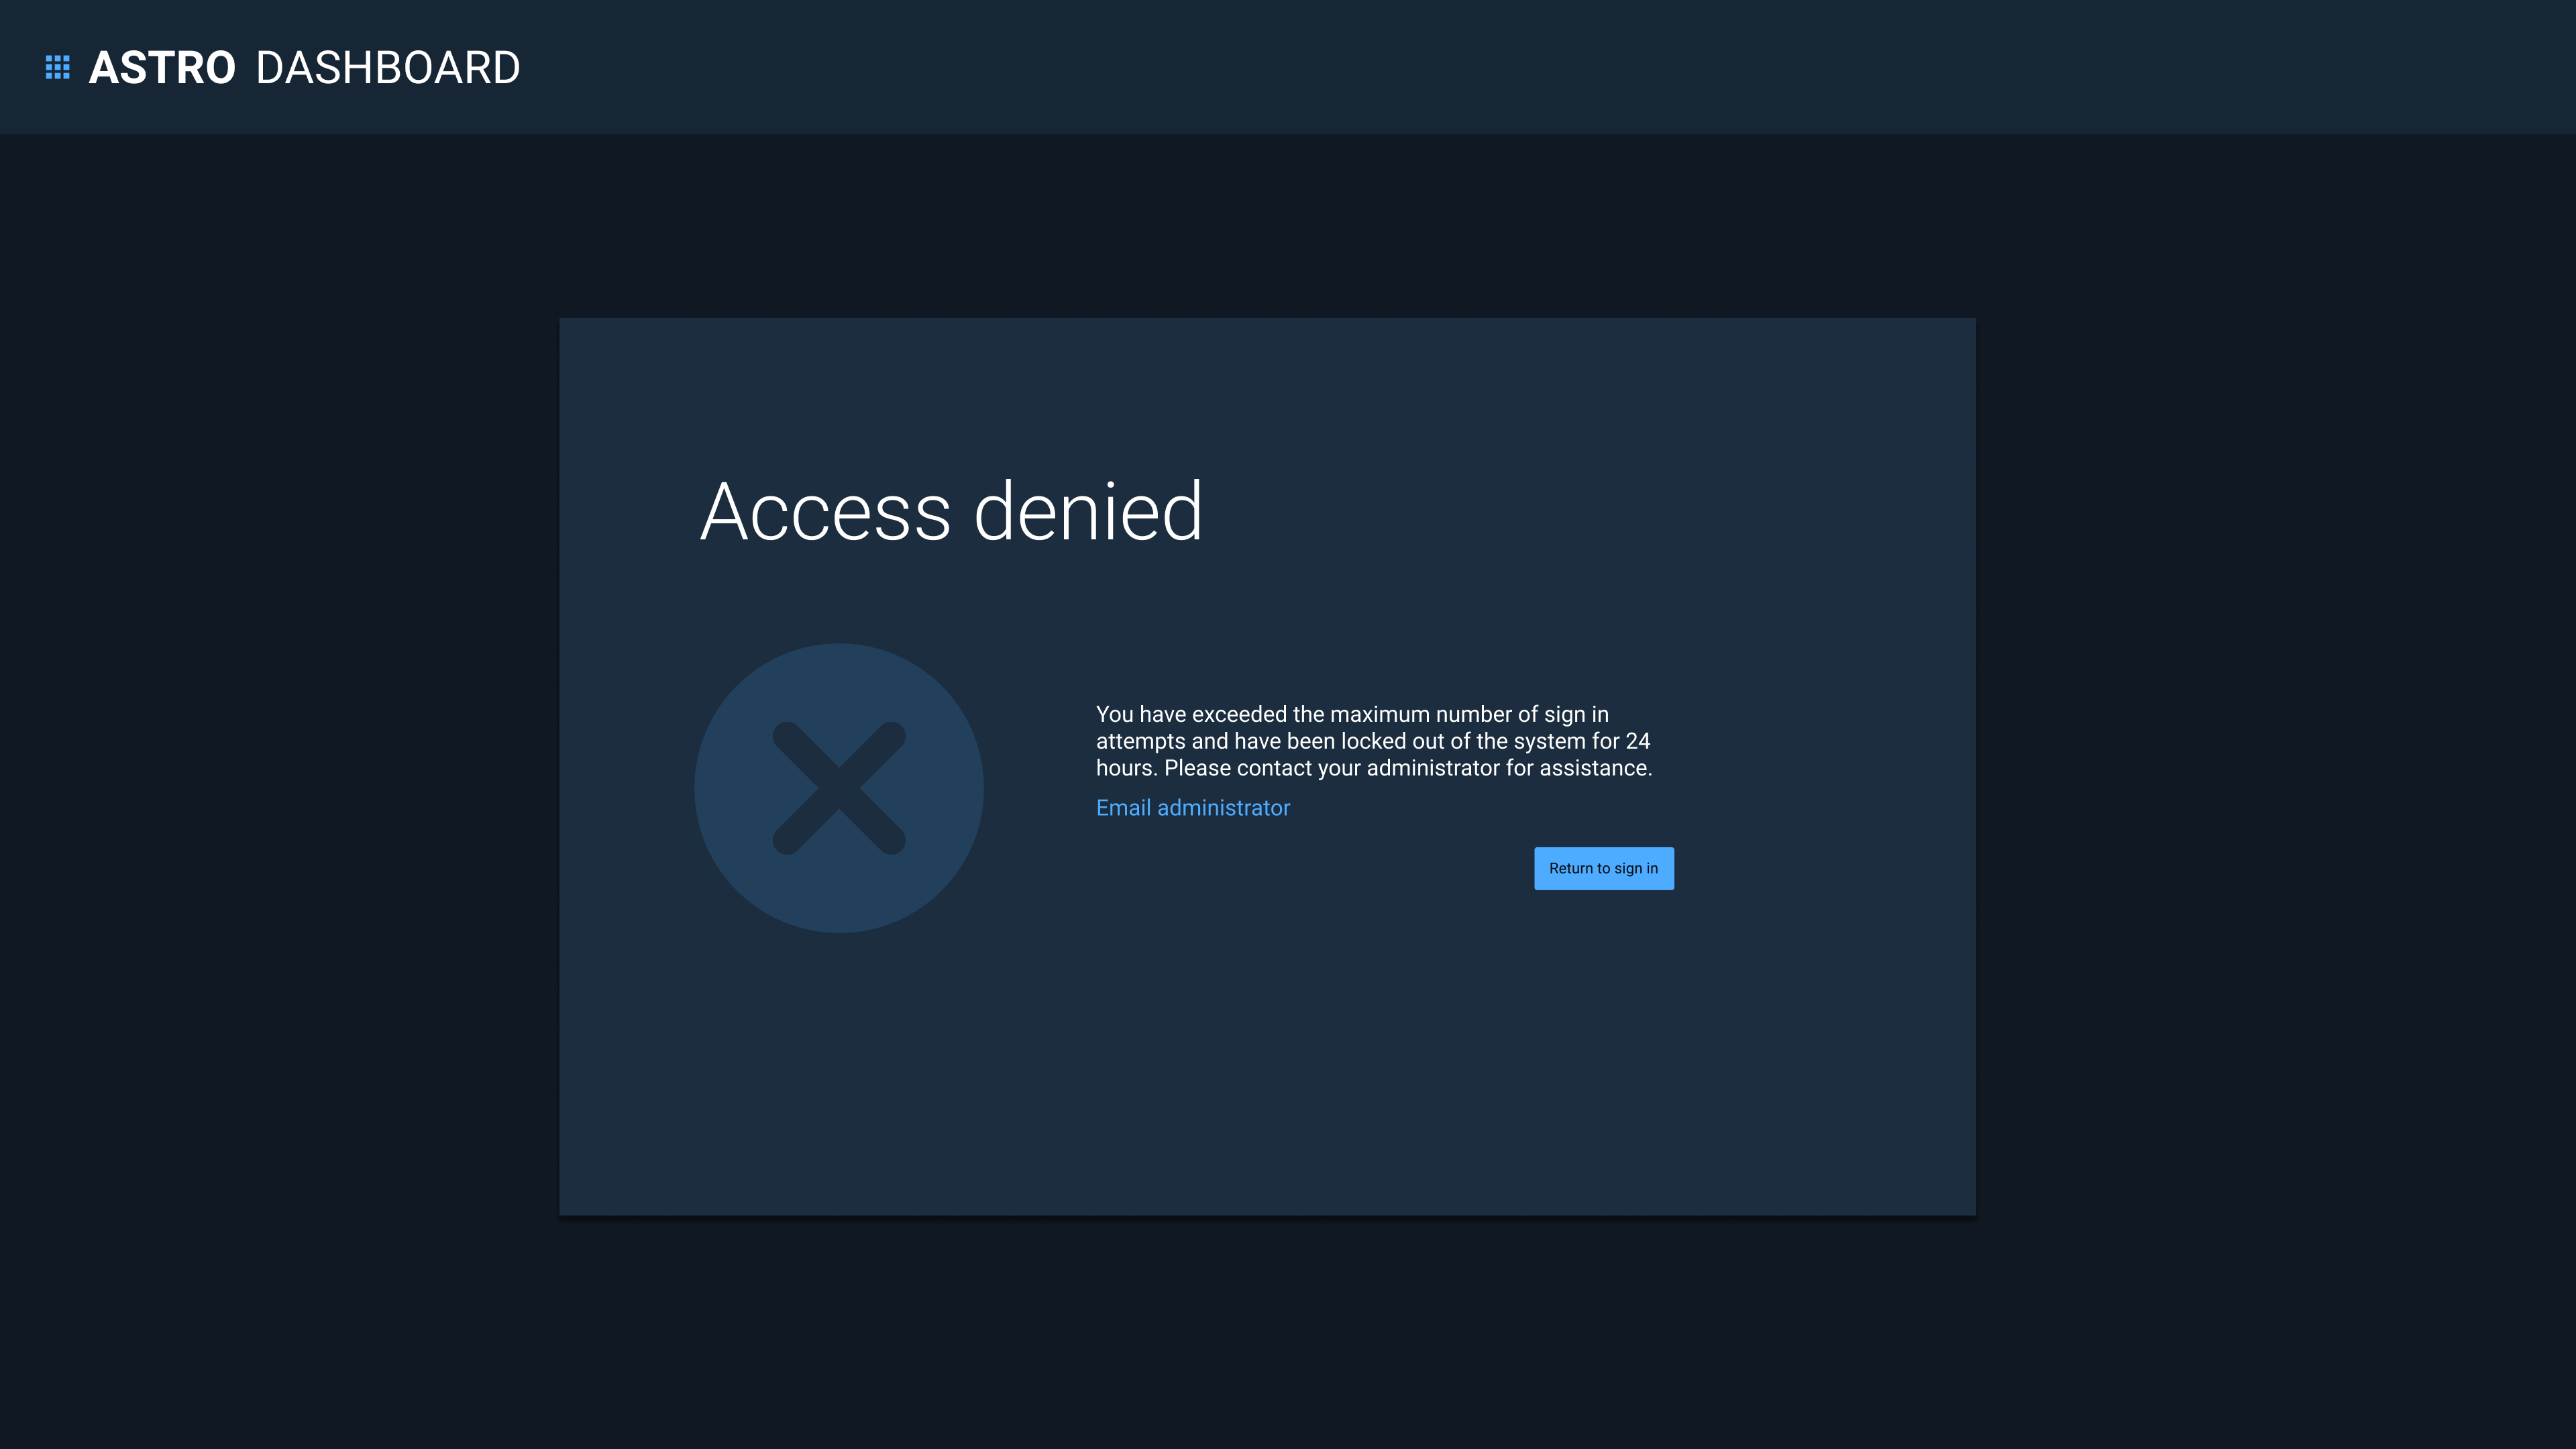 ASTRO DASHBOARD
Access denied
You have exceeded the maximum number of sign in
attempts and have been locked out of the system for 24
hours. Please contact your administrator for assistance.
Email administrator
Return to sign in